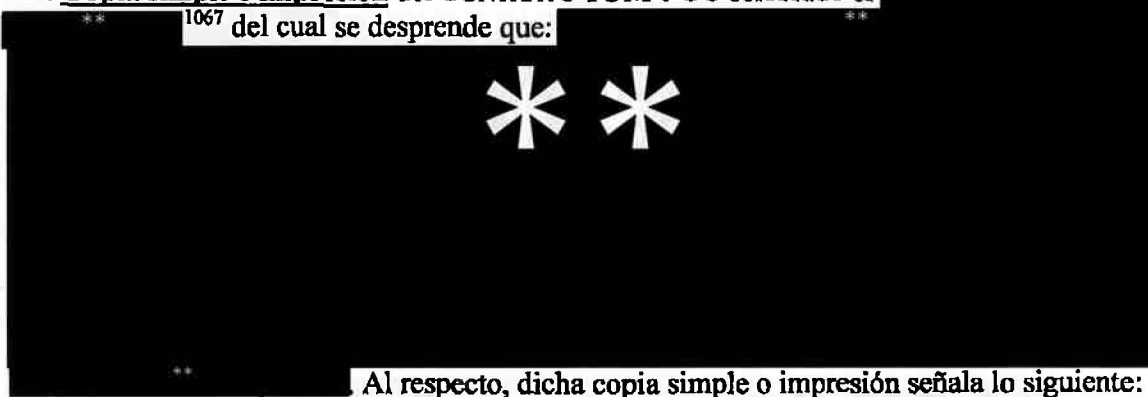 ** 1067 del cual se desprende que: **
* *
** . Al respecto, dicha copia simple o impresión señala lo siguiente: